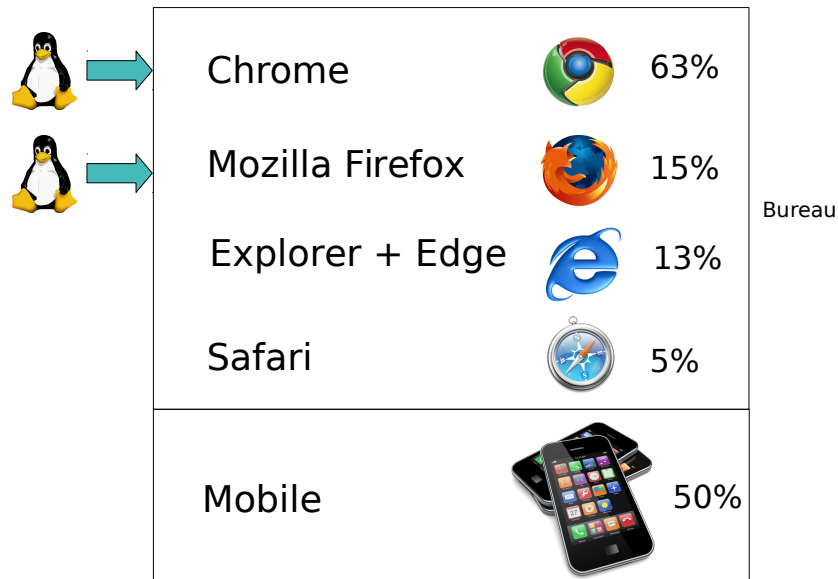 Chrome 63%
Mozilla Firefox 15%
Bureau
Explorer + Edge 13%
Safari 5%
Mobile 50%